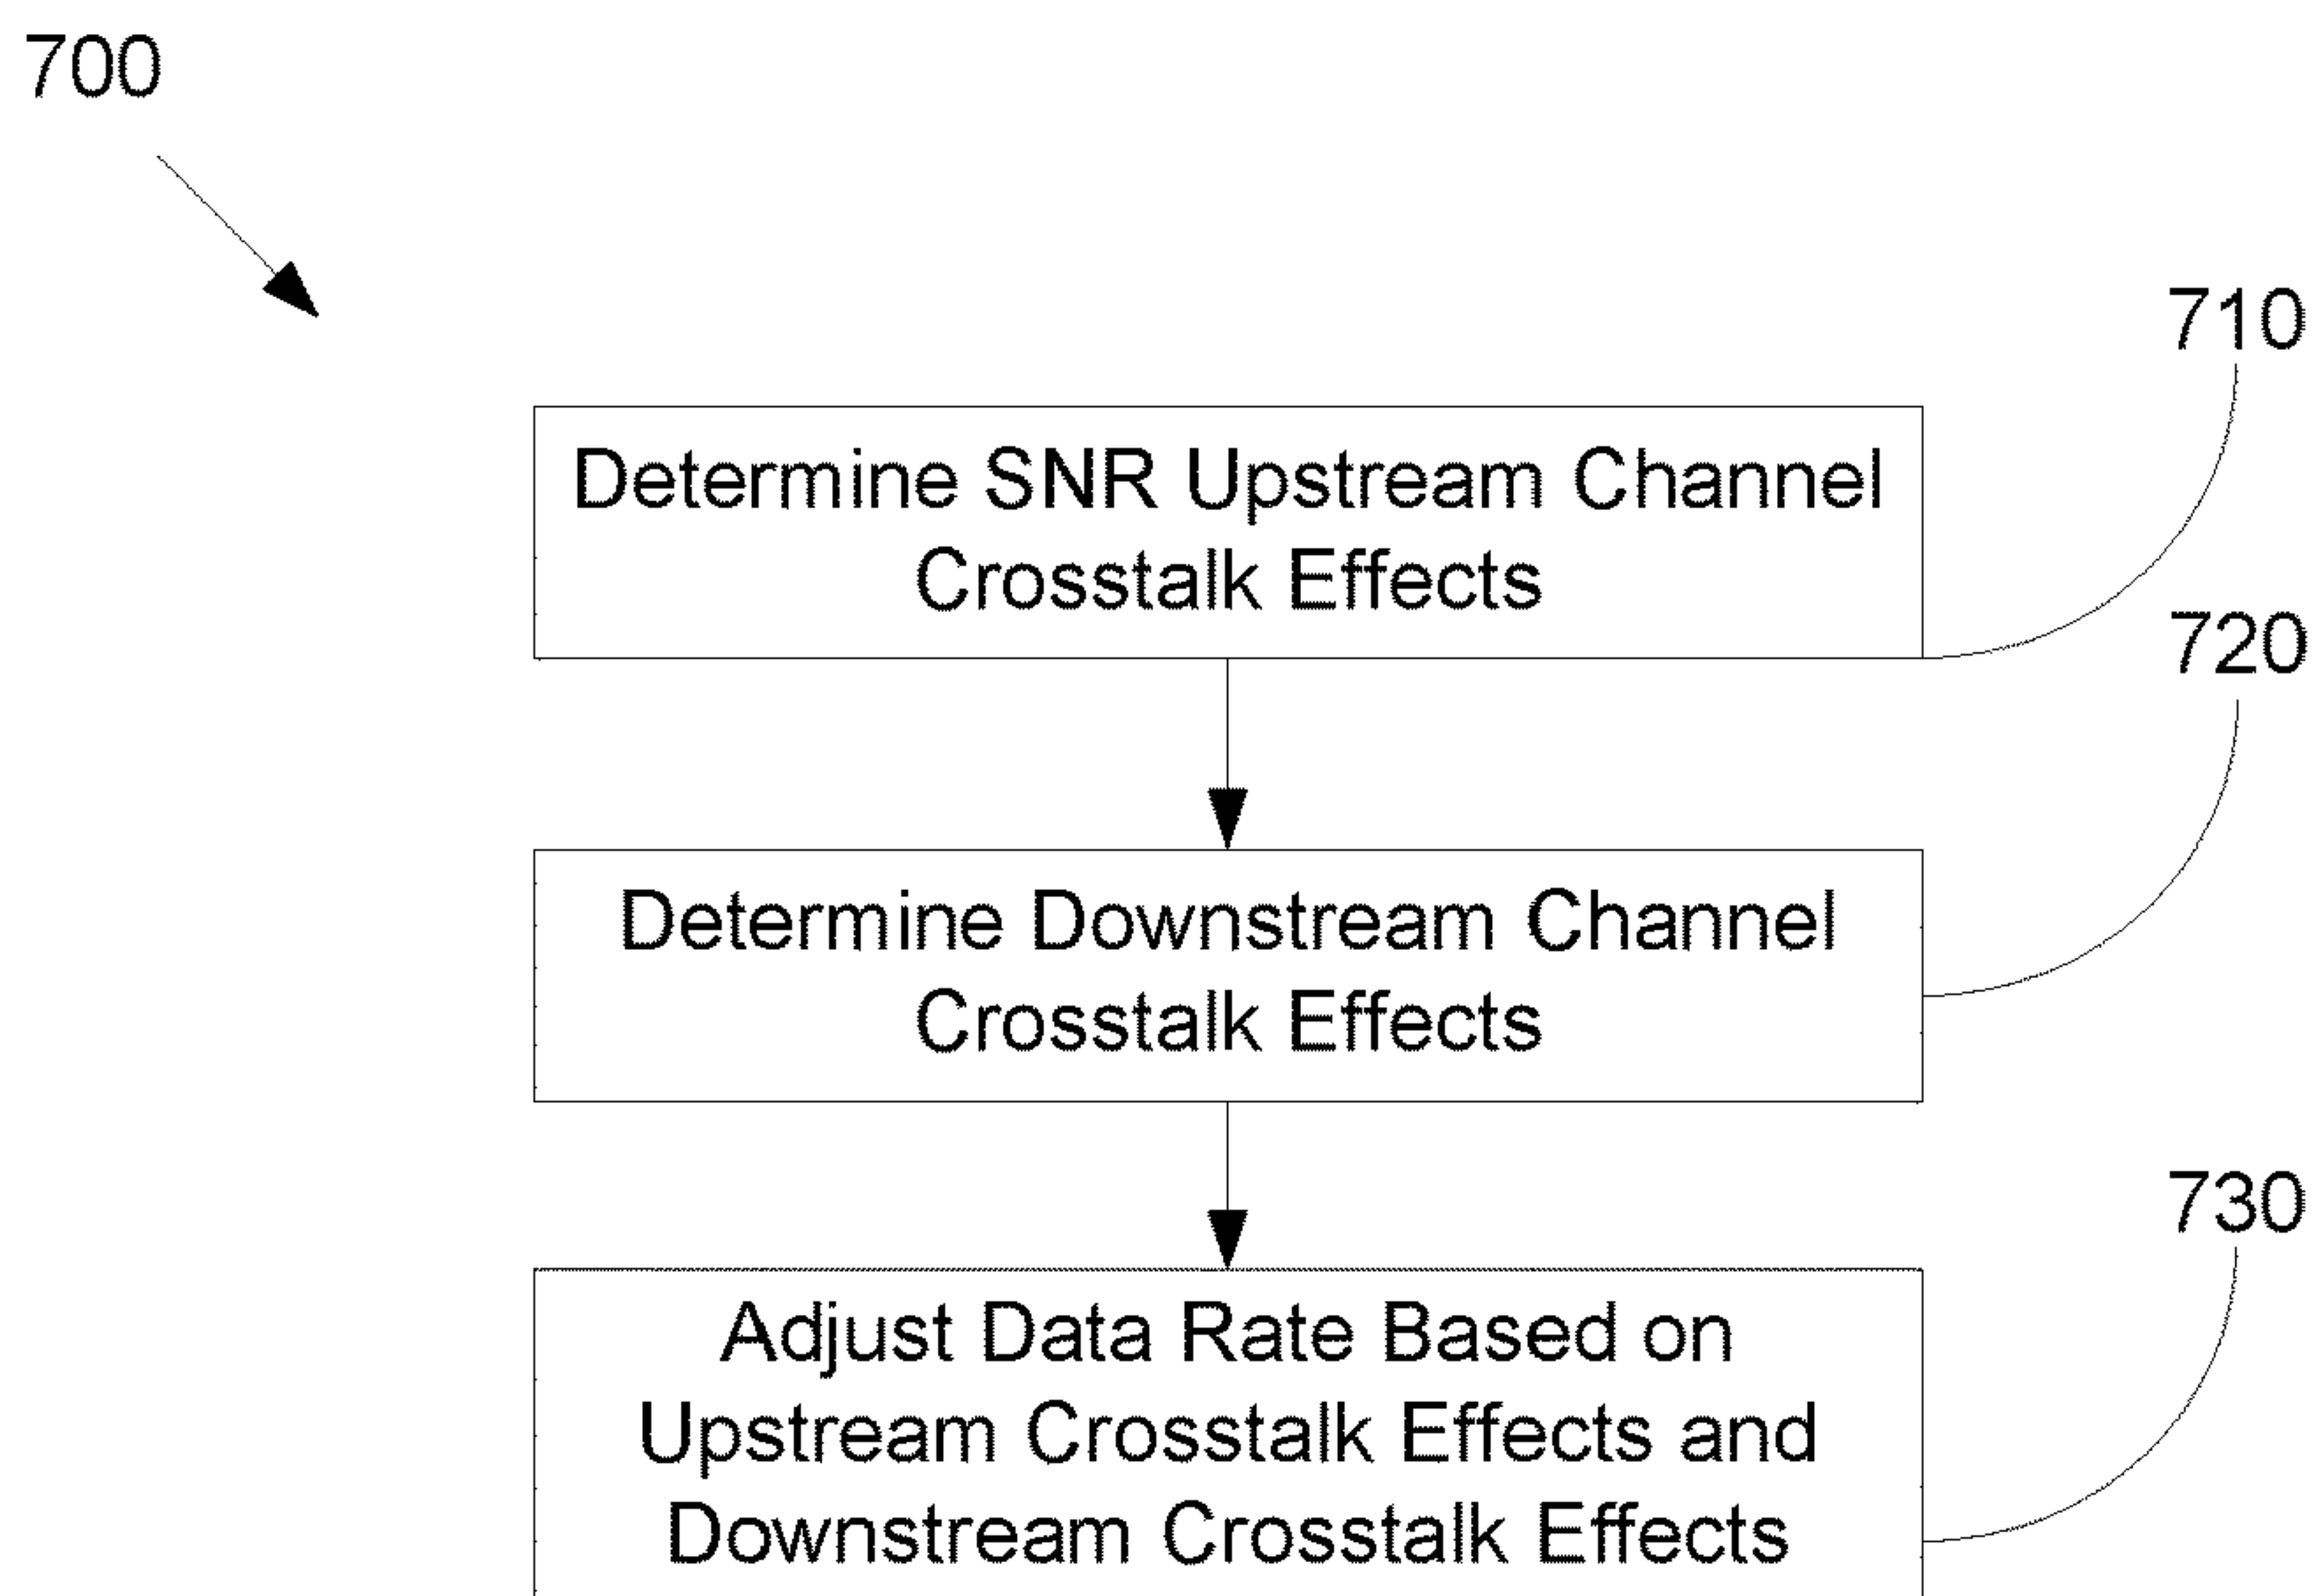 700
710
Determine SNR Upstream Channel
Crosstalk Effects
720
Determine Downstream Channel
Crosstalk Effects
730
Adjust Data Rate Based on
Upstream Crosstalk Effects and
Downstream Crosstalk Effects